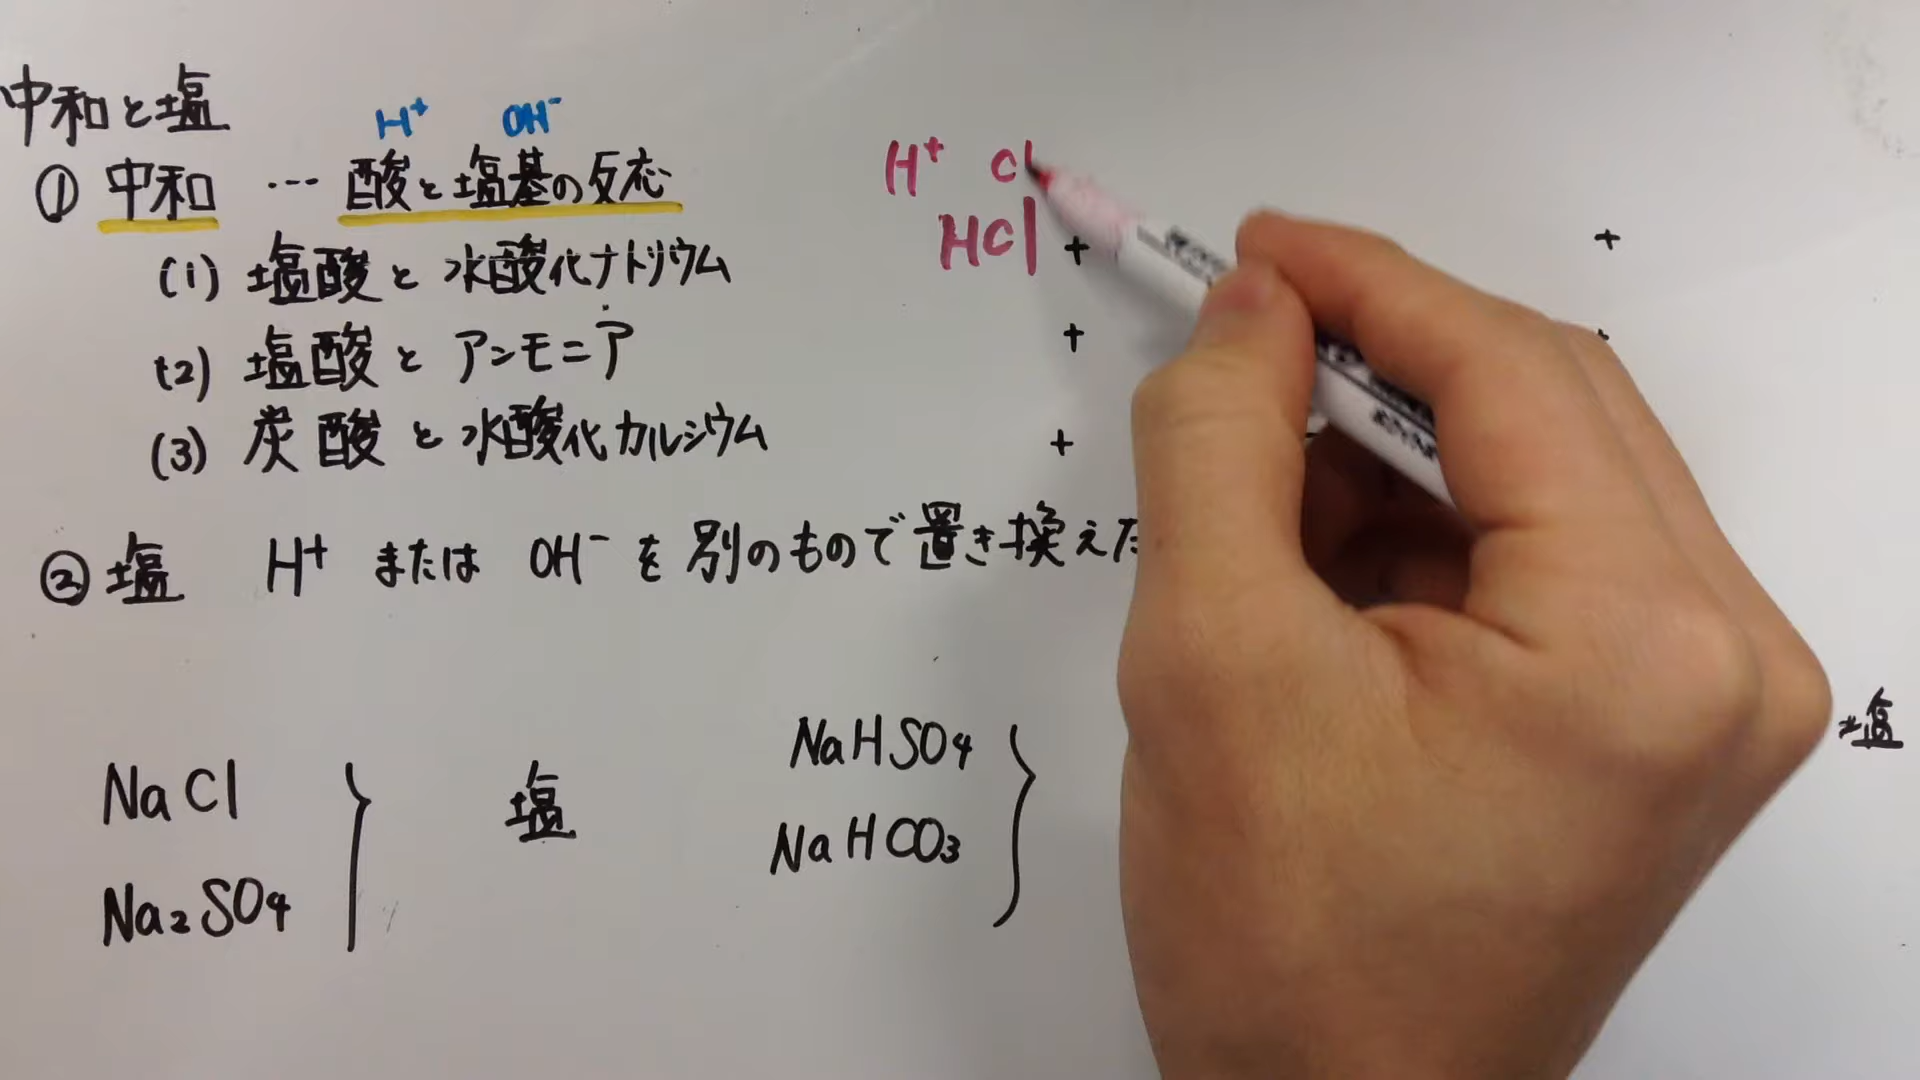 中和と塩
H⁺ OH⁻
① 中和 … 酸と塩基の反応
H⁺ Cl
(1) 塩酸と水酸化ナトリウム HCl + +
(2) 塩酸とアンモニア +
(3) 炭酸と水酸化カルシウム +
② 塩 H⁺ または OH⁻ を別のもので置き換えた
NaCl
Na₂SO₄
塩
NaHSO₄
NaHCO₃
塩